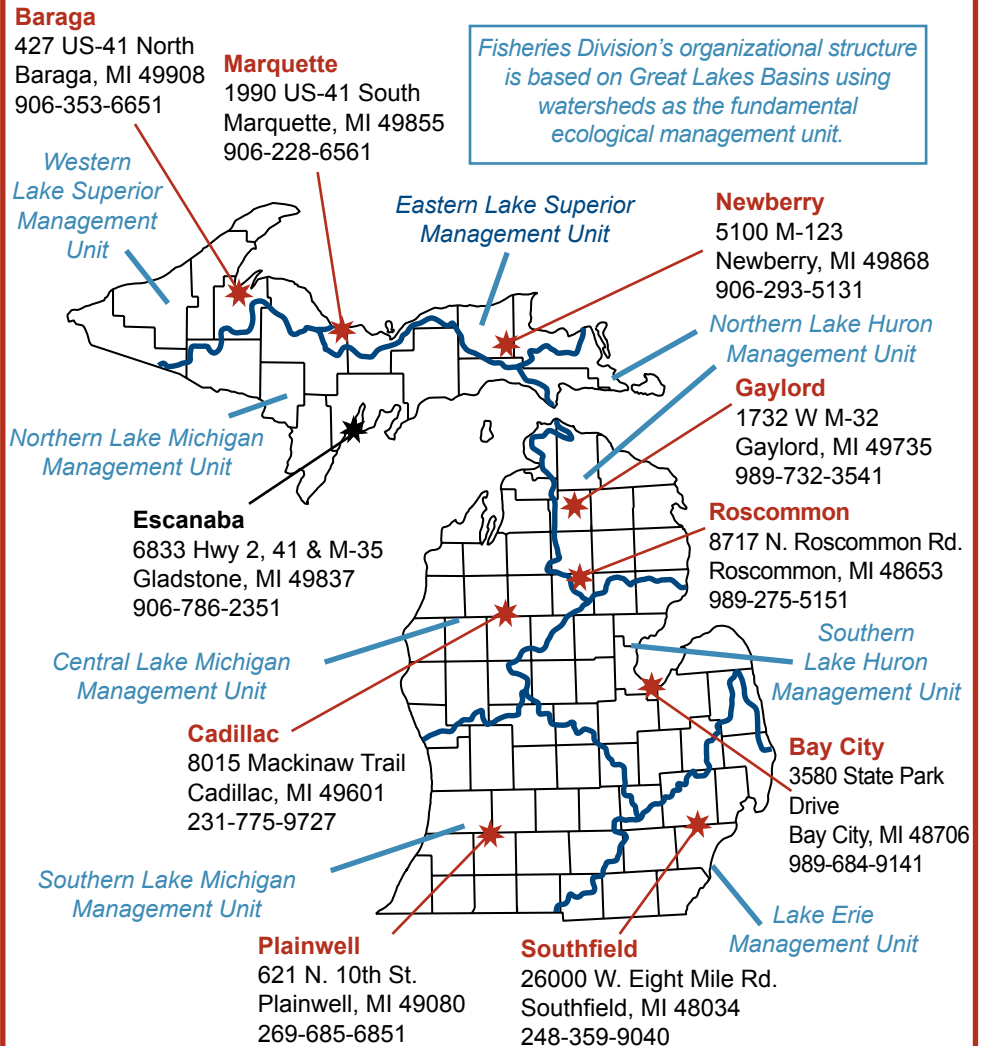 Baraga
427 US-41 North
Baraga, MI 49908
906-353-6651
Marquette
1990 US-41 South
Marquette, MI 49855
906-228-6561
Fisheries Division's organizational structure
is based on Great Lakes Basins using
watersheds as the fundamental
ecological management unit.
Western
Lake Superior
Management
Unit
Eastern Lake Superior
Management Unit
Newberry
5100 M-123
Newberry, MI 49868
906-293-5131
Northern Lake Huron
Management Unit
Gaylord
1732 W M-32
Gaylord, MI 49735
989-732-3541
Northern Lake Michigan
Management Unit
Escanaba
6833 Hwy 2, 41 & M-35
Gladstone, MI 49837
906-786-2351
Roscommon
8717 N. Roscommon Rd.
Roscommon, MI 48653
989-275-5151
Central Lake Michigan
Management Unit
Southern
Lake Huron
Management Unit
Cadillac
8015 Mackinaw Trail
Cadillac, MI 49601
231-775-9727
Bay City
3580 State Park
Drive
Bay City, MI 48706
989-684-9141
Southern Lake Michigan
Management Unit
Lake Erie
Management Unit
Plainwell
621 N. 10th St.
Plainwell, MI 49080
269-685-6851
Southfield
26000 W. Eight Mile Rd.
Southfield, MI 48034
248-359-9040